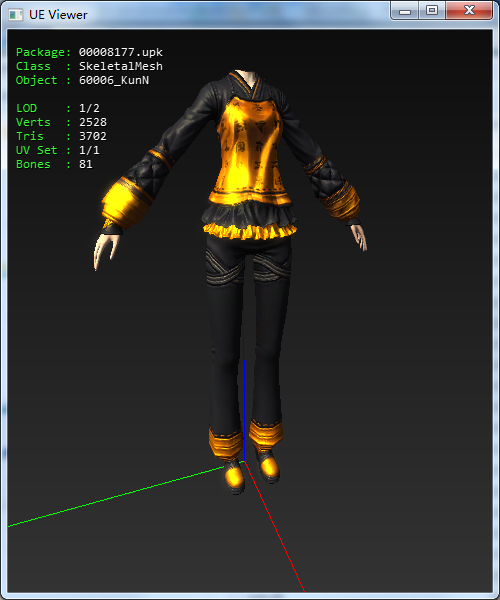 UE Viewer
Package: 00008177.upk
Class : SkeletalMesh
Object : 60006_KunN
LOD : 1/2
Verts : 2528
Tris : 3702
UV Set : 1/1
Bones : 81